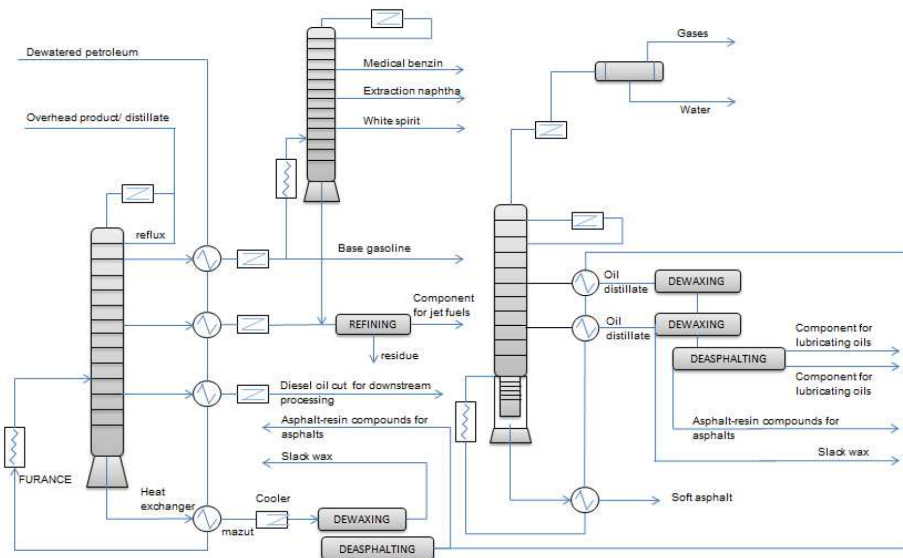 Gases
Dewatered petroleum
Medical benzin
Extraction naphtha
Water
Overhead product/ distillate
White spirit
reflux
Base gasoline
Oil
distillate
DEWAXING
Component
for jet fuels
REFINING
Oil
distillate
DEWAXING
Component for
lubricating oils
residue
DEASPHALTING
Diesel oil cut for downstream
processing
Component for
lubricating oils
Asphalt-resin compounds for
asphalts
Asphalt-resin compounds for
asphalts
Slack wax
Slack wax
FURANCE
Heat
exchanger
Cooler
Soft asphalt
mazut
DEWAXING
DEASPHALTING